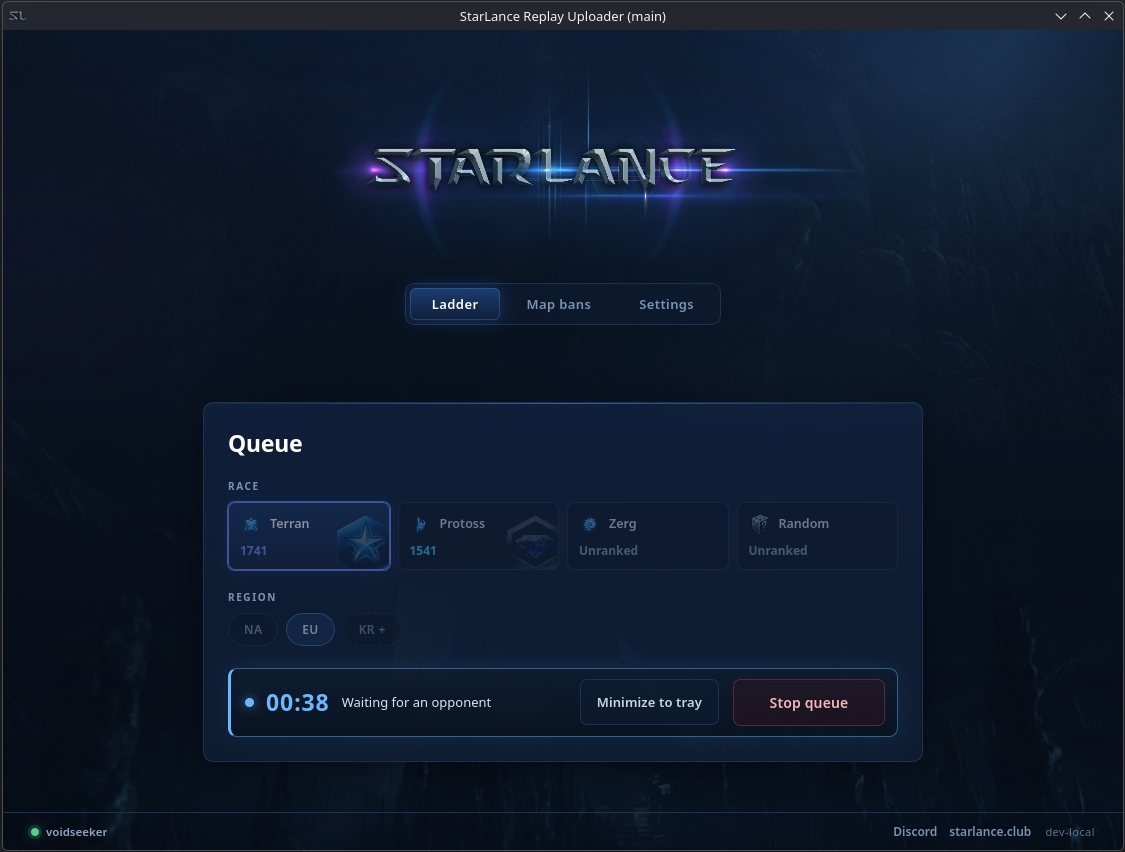 SL
StarLance Replay Uploader (main)
STARLANCE
Ladder
Map bans
Settings
Queue
RACE
Terran
1741
Protoss
1541
Zerg
Unranked
Random
Unranked
REGION
NA
EU
KR +
00:38
Waiting for an opponent
Minimize to tray
Stop queue
voidseeker
Discord
starlance.club
dev-local